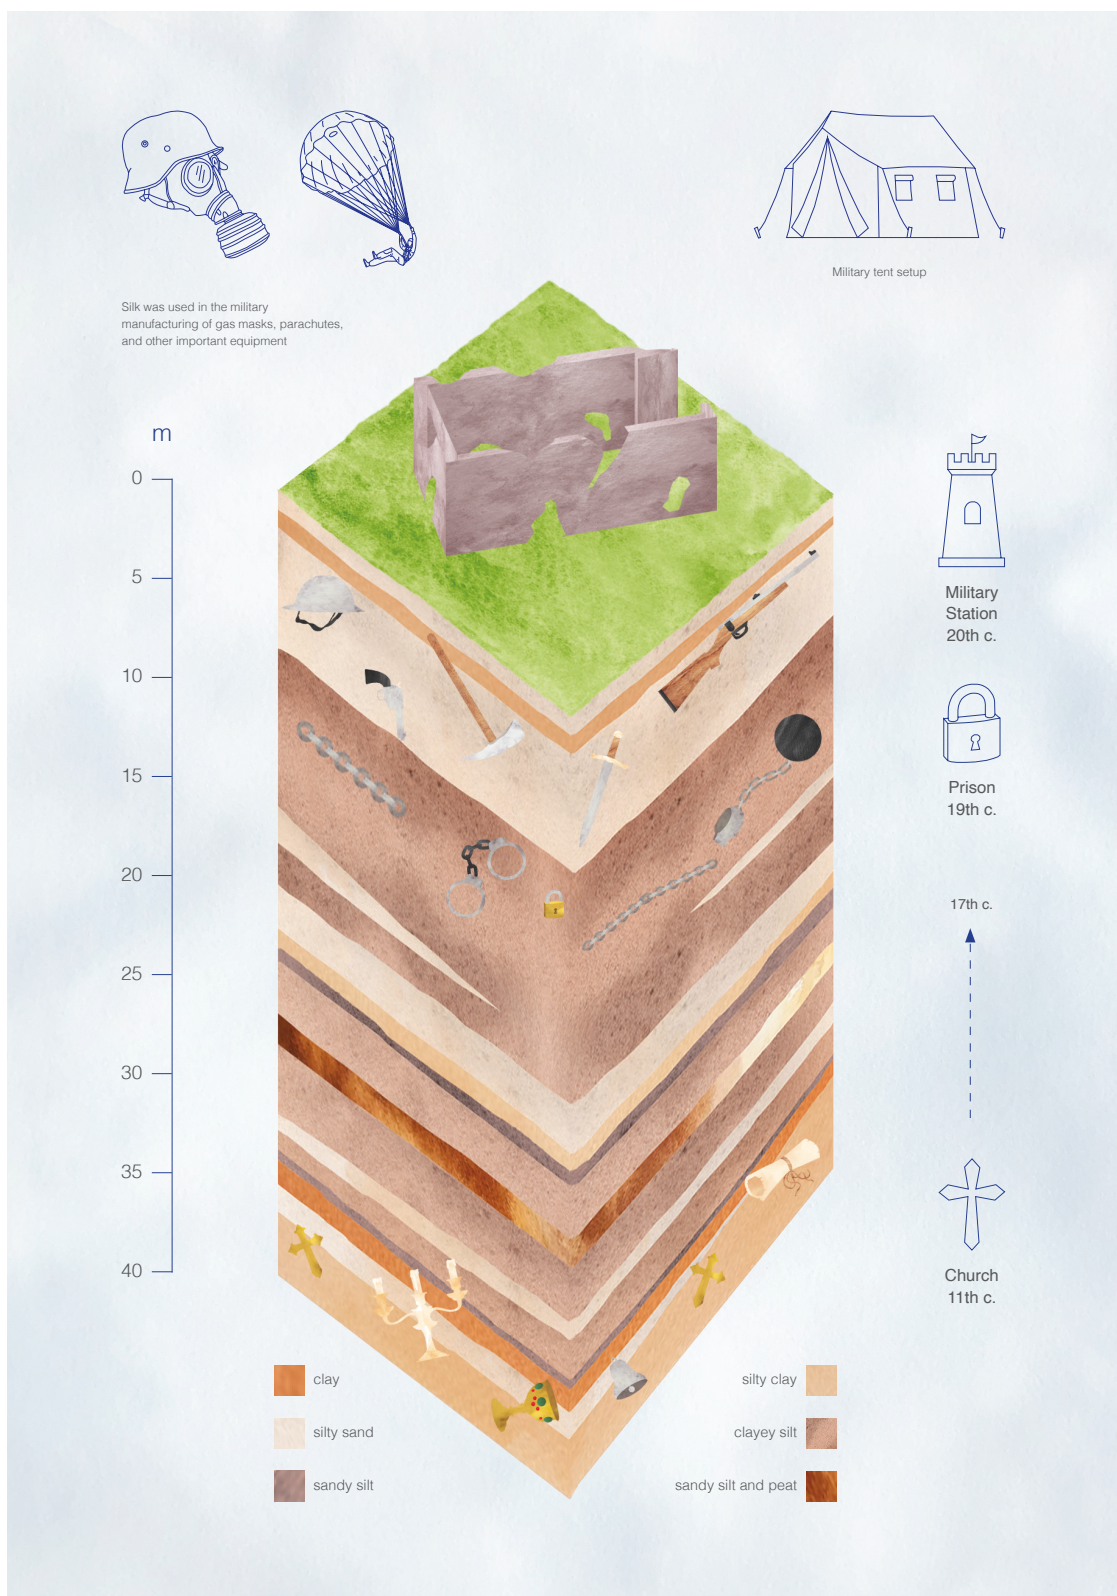 Silk was used in the military
manufacturing of gas masks, parachutes,
and other important equipment
Military tent setup
m
0
5
10
15
20
25
30
35
40
Military
Station
20th c.
Prison
19th c.
17th c.
Church
11th c.
clay
silty sand
sandy silt
silty clay
clayey silt
sandy silt and peat